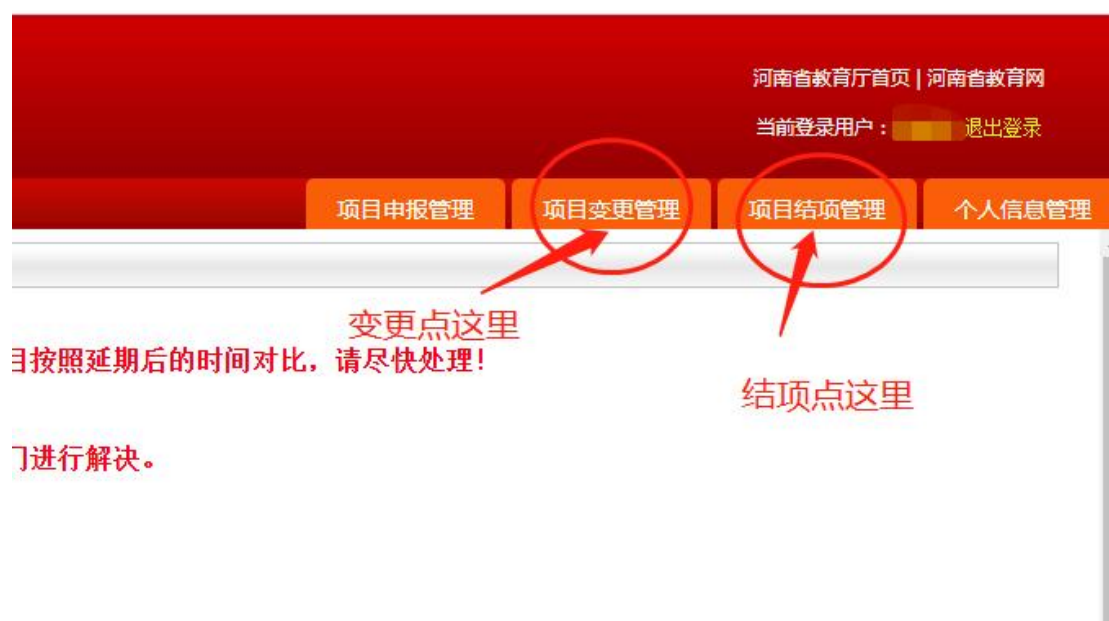 河南省教育厅首页 | 河南省教育网
当前登录用户： 退出登录
项目申报管理 项目变更管理 项目结项管理 个人信息管理
变更点这里
目按照延期后的时间对比，请尽快处理！
结项点这里
门进行解决。